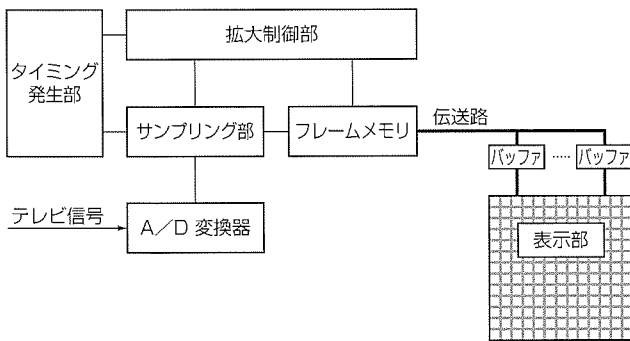 拡大制御部
タイミング
発生部
サンプリング部
フレームメモリ
伝送路
バッファ
バッファ
テレビ信号
A/D 変換器
表示部